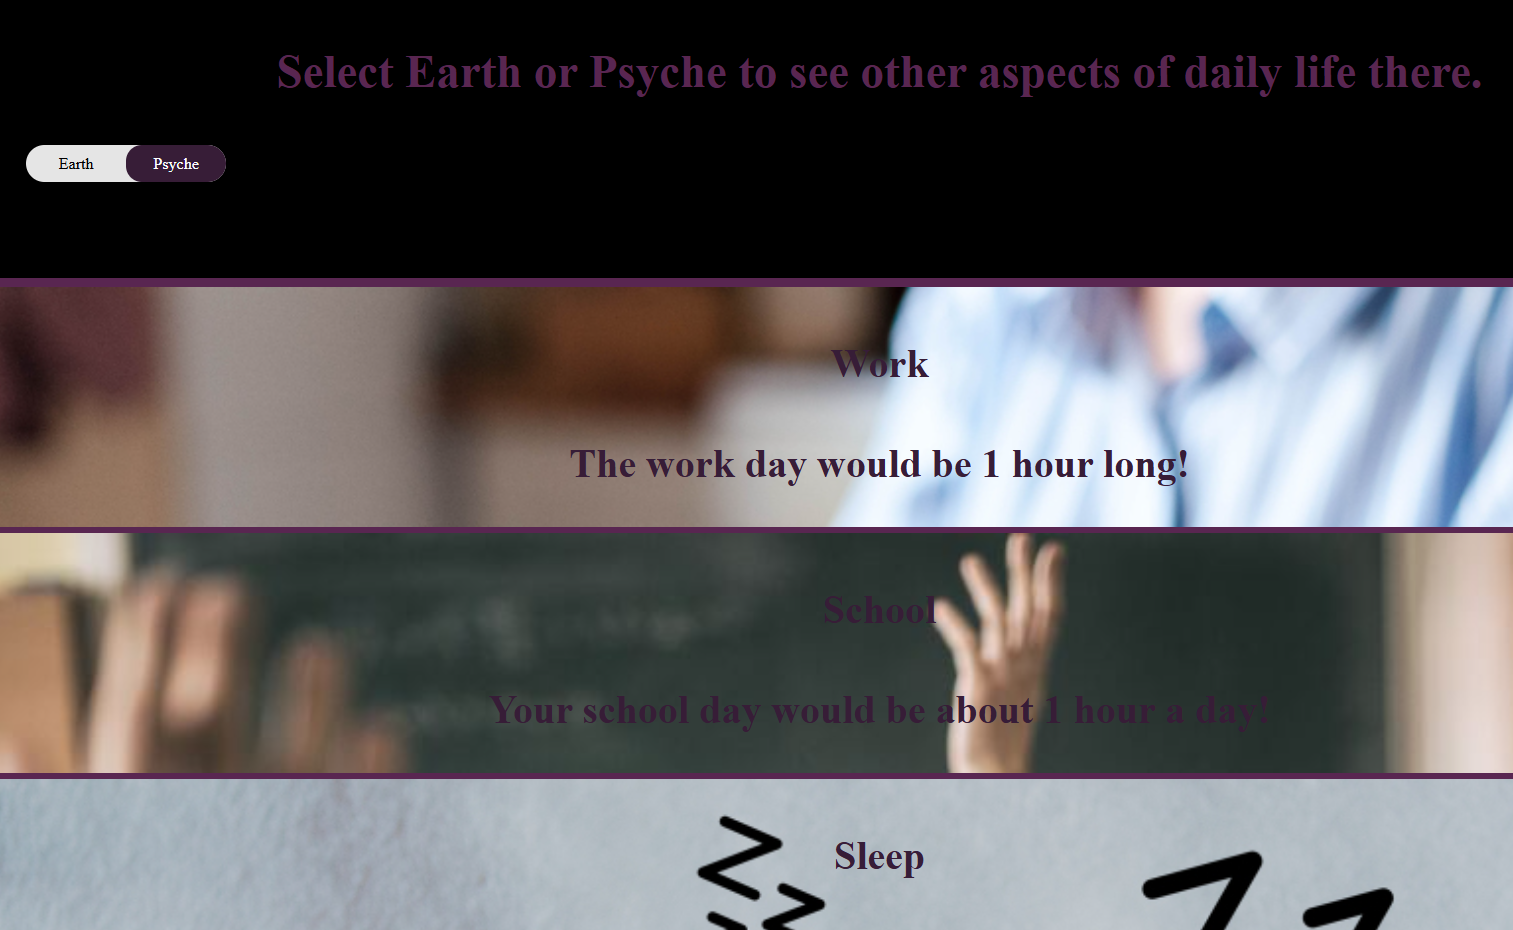 Select Earth or Psyche to see other aspects of daily life there.
Earth Psyche
Work
The work day would be 1 hour long!
School
Your school day would be about 1 hour a day!
Sleep